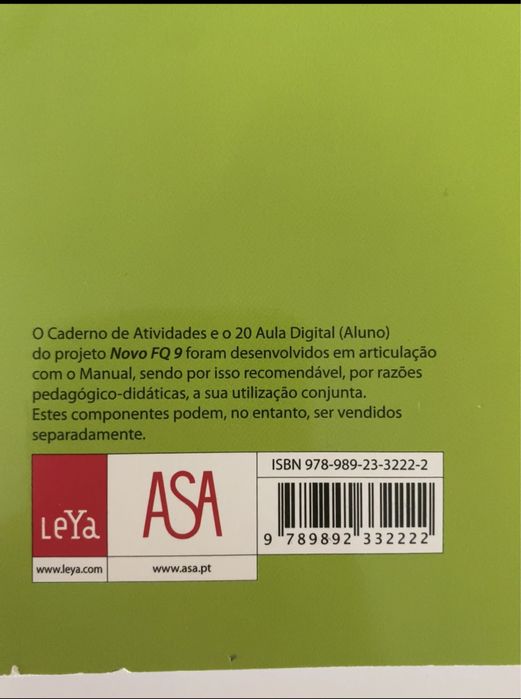 O Caderno de Atividades e o 20 Aula Digital (Aluno)
do projeto Novo FQ 9 foram desenvolvidos em articulação
com o Manual, sendo por isso recomendável, por razões
pedagógico-didáticas, a sua utilização conjunta.
Estes componentes podem, no entanto, ser vendidos
separadamente.
LeYa
www.leya.com
ASA
www.asa.pt
ISBN 978-989-23-3222-2
9 789892 332222